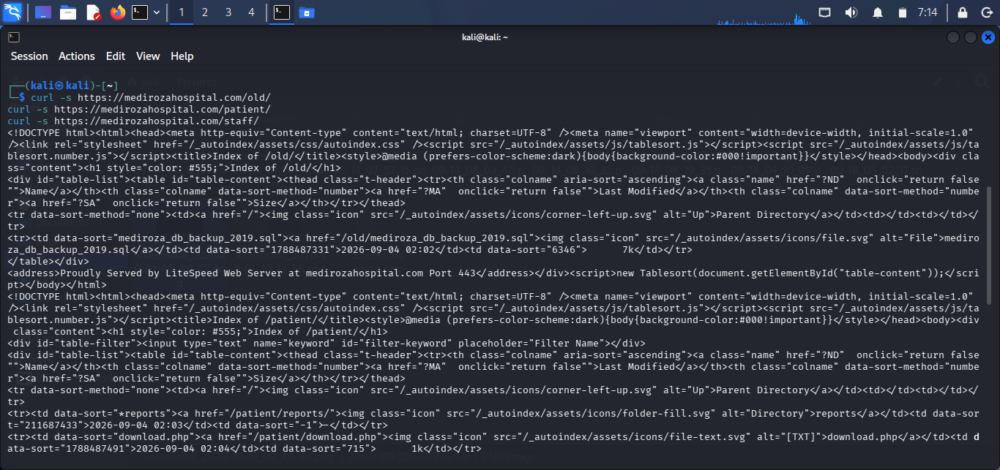 1 2 3 4 7:14
kali@kali: ~
Session Actions Edit View Help
┌──(kali㉿kali)-[~]
└─$ curl -s https://medirozahospital.com/old/
curl -s https://medirozahospital.com/patient/
curl -s https://medirozahospital.com/staff/
<!DOCTYPE html><html><head><meta http-equiv="Content-type" content="text/html; charset=UTF-8" /><meta name="viewport" content="width=device-width, initial-scale=1.0"
/><link rel="stylesheet" href="/_autoindex/assets/css/autoindex.css" /><script src="/_autoindex/assets/js/tablesort.js"></script><script src="/_autoindex/assets/js/ta
blesort.number.js"></script><title>Index of /old/</title><style>@media (prefers-color-scheme:dark){body{background-color:#000!important}}</style></head><body><div cla
ss="content"><h1 style="color: #555;">Index of /old/</h1>
<div id="table-list"><table id="table-content"><thead class="t-header"><tr><th class="colname" aria-sort="ascending"><a class="name" href="?ND"  onclick="return false
"">Name</a></th><th class="colname" data-sort-method="number"><a href="?MA"  onclick="return false"">Last Modified</a></th><th class="colname" data-sort-method="numbe
r"><a href="?SA"  onclick="return false"">Size</a></th></tr></thead>
<tr data-sort-method="none"><td><a href="/"><img class="icon" src="/_autoindex/assets/icons/corner-left-up.svg" alt="Up">Parent Directory</a></td><td></td><td></td></
tr>
<tr><td data-sort="mediroza_db_backup_2019.sql"><a href="/old/mediroza_db_backup_2019.sql"><img class="icon" src="/_autoindex/assets/icons/file.svg" alt="File">mediro
za_db_backup_2019.sql</a></td><td data-sort="1788487331">2026-09-04 02:02</td><td data-sort="6346">      7k</td></tr>
</table></div>
<address>Proudly Served by LiteSpeed Web Server at medirozahospital.com Port 443</address></div><script>new Tablesort(document.getElementById("table-content"));</scri
pt></body></html>
<!DOCTYPE html><html><head><meta http-equiv="Content-type" content="text/html; charset=UTF-8" /><meta name="viewport" content="width=device-width, initial-scale=1.0"
/><link rel="stylesheet" href="/_autoindex/assets/css/autoindex.css" /><script src="/_autoindex/assets/js/tablesort.js"></script><script src="/_autoindex/assets/js/ta
blesort.number.js"></script><title>Index of /patient/</title><style>@media (prefers-color-scheme:dark){body{background-color:#000!important}}</style></head><body><div
 class="content"><h1 style="color: #555;">Index of /patient/</h1>
<div id="table-filter"><input type="text" name="keyword" id="filter-keyword" placeholder="Filter Name"></div>
<div id="table-list"><table id="table-content"><thead class="t-header"><tr><th class="colname" aria-sort="ascending"><a class="name" href="?ND"  onclick="return false
"">Name</a></th><th class="colname" data-sort-method="number"><a href="?MA"  onclick="return false"">Last Modified</a></th><th class="colname" data-sort-method="numbe
r"><a href="?SA"  onclick="return false"">Size</a></th></tr></thead>
<tr data-sort-method="none"><td><a href="/"><img class="icon" src="/_autoindex/assets/icons/corner-left-up.svg" alt="Up">Parent Directory</a></td><td></td><td></td></
tr>
<tr><td data-sort="*reports"><a href="/patient/reports/"><img class="icon" src="/_autoindex/assets/icons/folder-fill.svg" alt="Directory">reports</a></td><td data-sor
t="211687433">2026-09-04 02:03</td><td data-sort="-1">-</td></tr>
<tr><td data-sort="download.php"><a href="/patient/download.php"><img class="icon" src="/_autoindex/assets/icons/file-text.svg" alt="[TXT]">download.php</a></td><td d
ata-sort="1788487491">2026-09-04 02:04</td><td data-sort="715">      1k</td></tr>